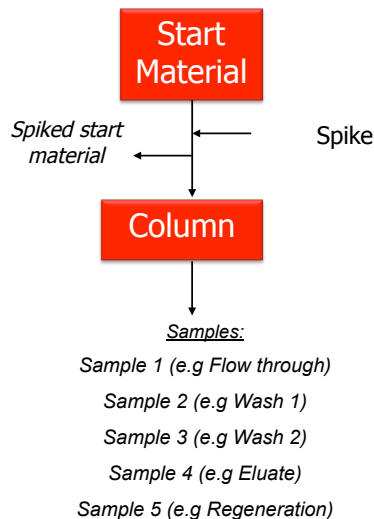 Start
Material
Spiked start
material
Spike
Column
Samples:
Sample 1 (e.g Flow through)
Sample 2 (e.g Wash 1)
Sample 3 (e.g Wash 2)
Sample 4 (e.g Eluate)
Sample 5 (e.g Regeneration)